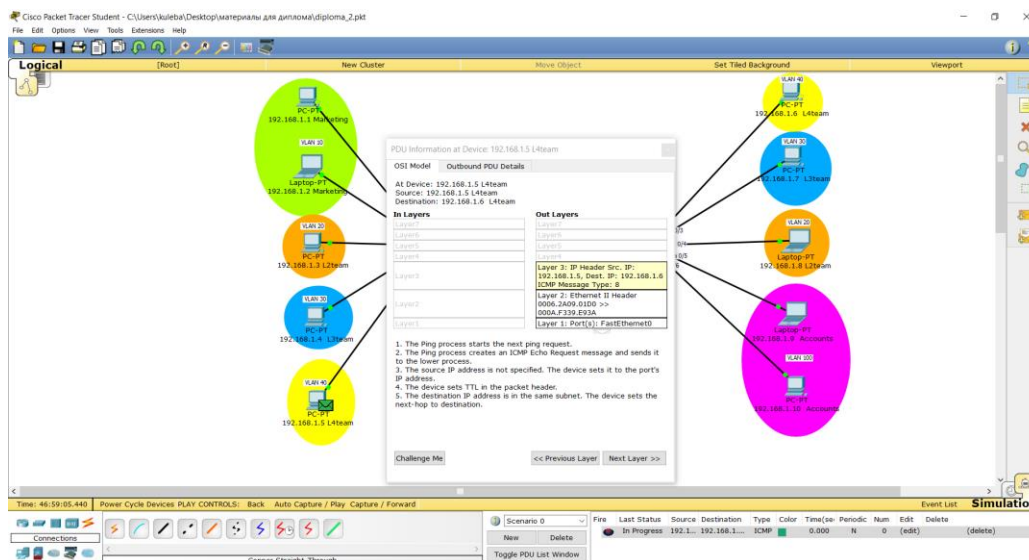 Cisco Packet Tracer Student - C:\Users\kuleba\Desktop\материалы для диплома\diploma_2.pkt
File Edit Options View Tools Extensions Help
Logical [Root] New Cluster Move Object Set Tiled Background Viewport
PC-PT
192.168.1.1 Marketing
VLAN 10
Laptop-PT
192.168.1.2 Marketing
VLAN 20
PC-PT
192.168.1.3 L2team
VLAN 30
PC-PT
192.168.1.4 L3team
VLAN 40
PC-PT
192.168.1.5 L4team
PDU Information at Device: 192.168.1.5 L4team
OSI Model Outbound PDU Details
At Device: 192.168.1.5 L4team
Source: 192.168.1.5 L4team
Destination: 192.168.1.6 L4team
In Layers Out Layers
Layer7 Layer7
Layer6 Layer6
Layer5 Layer5
Layer4 Layer4
Layer3
Layer 3: IP Header Src. IP:
192.168.1.5, Dest. IP: 192.168.1.6
ICMP Message Type: 8
Layer2
Layer 2: Ethernet II Header
0006.2A09.01D0 >>
000A.F339.E93A
Layer1 Layer 1: Port(s): FastEthernet0
1. The Ping process starts the next ping request.
2. The Ping process creates an ICMP Echo Request message and sends it
to the lower process.
3. The source IP address is not specified. The device sets it to the port's
IP address.
4. The device sets TTL in the packet header.
5. The destination IP address is in the same subnet. The device sets the
next-hop to destination.
Challenge Me << Previous Layer Next Layer >>
VLAN 40
PC-PT
192.168.1.6 L4team
VLAN 30
PC-PT
192.168.1.7 L3team
VLAN 20
Laptop-PT
192.168.1.8 L2team
0/3
0/4
0/5
Laptop-PT
192.168.1.9 Accounts
VLAN 100
PC-PT
192.168.1.10 Accounts
Time: 46:59:05.440 Power Cycle Devices PLAY CONTROLS: Back Auto Capture / Play Capture / Forward Event List Simulatio
Connections
Copper Straight-Through
Scenario 0
New Delete
Toggle PDU List Window
Fire Last Status Source Destination Type Color Time(sec Periodic Num Edit Delete
In Progress 192.1... 192.168.1.... ICMP 0.000 N 0 (edit) (delete)